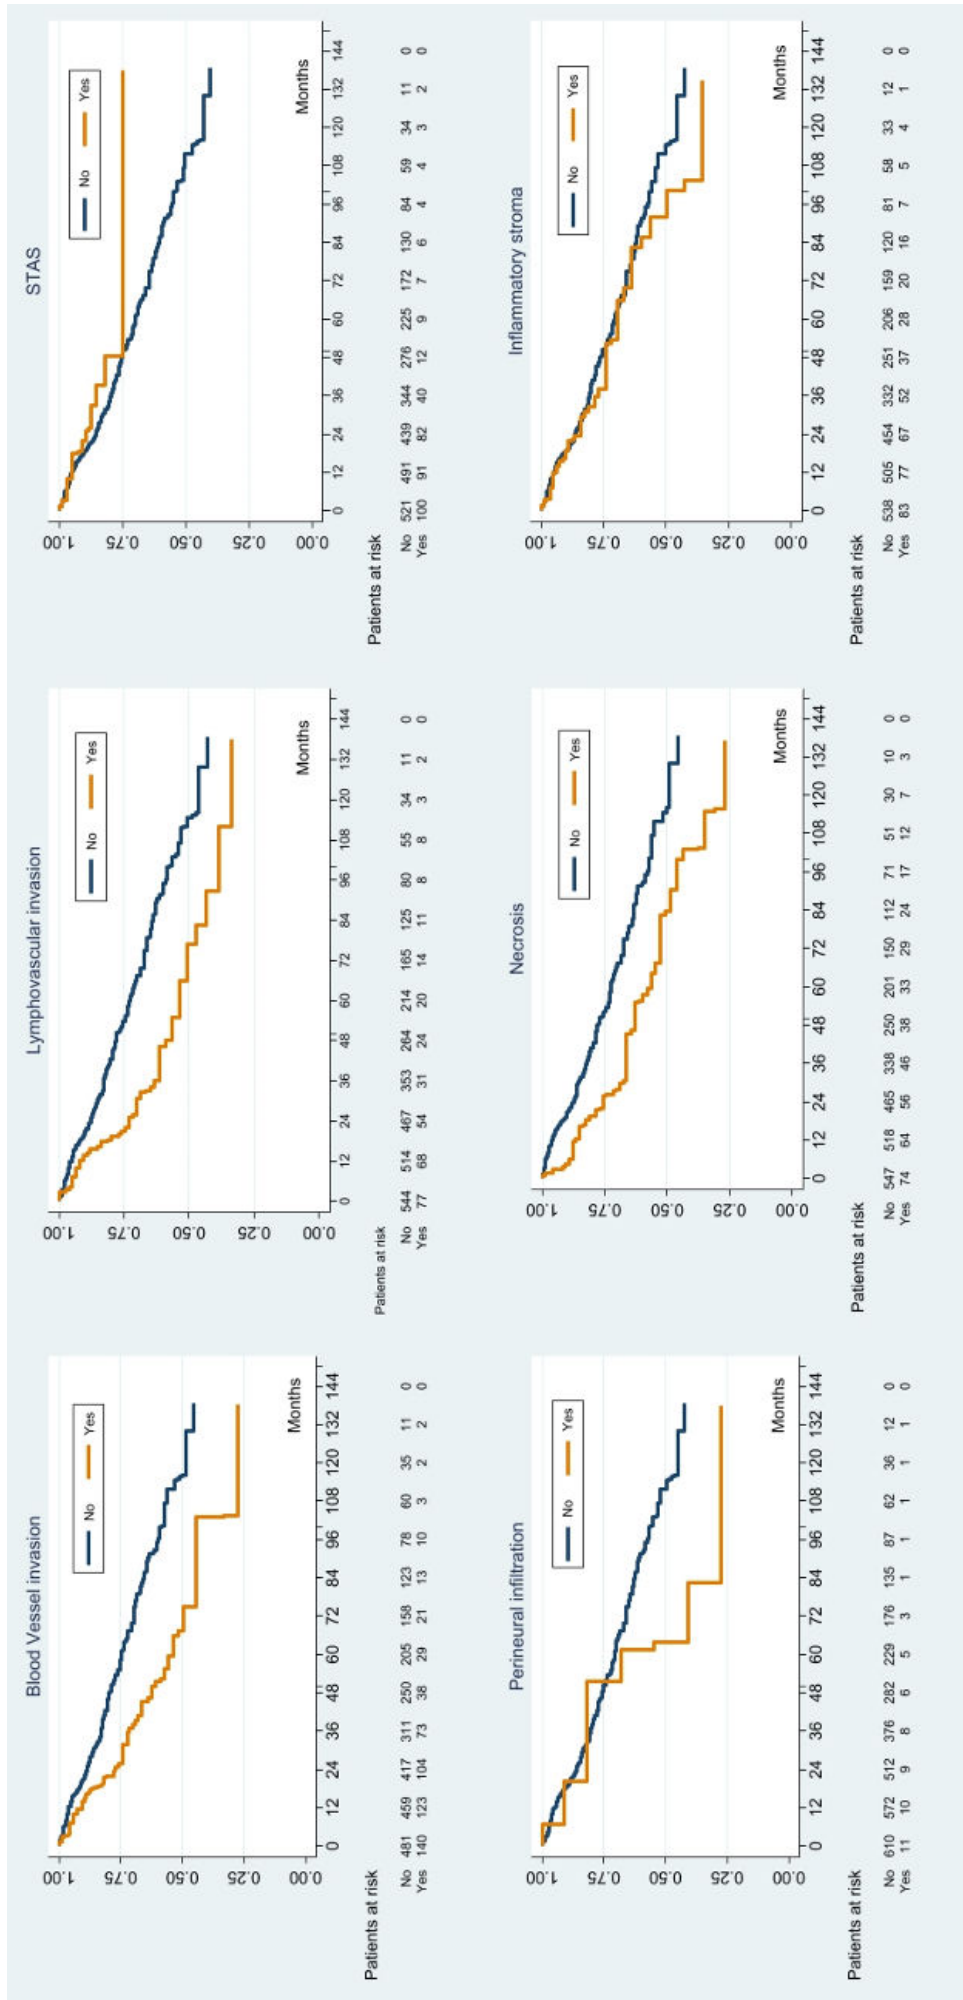 Blood Vessel invasion
No Yes
1.00
0.75
0.50
0.25
0.00
Months
0 12 24 36 48 60 72 84 96 108 120 132 144
Patients at risk
No 481 459 417 311 250 205 158 123 78 60 35 11 0
Yes 140 123 104 73 38 29 21 13 10 3 2 2 0
Lymphovascular invasion
No Yes
1.00
0.75
0.50
0.25
0.00
Months
0 12 24 36 48 60 72 84 96 108 120 132 144
Patients at risk
No 544 514 467 353 264 214 165 125 80 55 34 11 0
Yes 77 68 54 31 24 20 14 11 8 8 3 2 0
STAS
No Yes
1.00
0.75
0.50
0.25
0.00
Months
0 12 24 36 48 60 72 84 96 108 120 132 144
Patients at risk
No 521 491 439 344 276 225 172 130 84 59 34 11 0
Yes 100 91 82 40 12 9 7 6 4 4 3 2 0
Perineural infiltration
No Yes
1.00
0.75
0.50
0.25
0.00
Months
0 12 24 36 48 60 72 84 96 108 120 132 144
Patients at risk
No 610 572 512 376 282 229 176 135 87 62 36 12 0
Yes 11 10 9 8 6 5 3 1 1 1 1 1 0
Necrosis
No Yes
1.00
0.75
0.50
0.25
0.00
Months
0 12 24 36 48 60 72 84 96 108 120 132 144
Patients at risk
No 547 518 465 338 250 201 150 112 71 51 30 10 0
Yes 74 64 56 46 38 33 29 24 17 12 7 3 0
Inflammatory stroma
No Yes
1.00
0.75
0.50
0.25
0.00
Months
0 12 24 36 48 60 72 84 96 108 120 132 144
Patients at risk
No 538 505 454 332 251 206 159 120 81 58 33 12 0
Yes 83 77 67 52 37 28 20 16 7 5 4 1 0